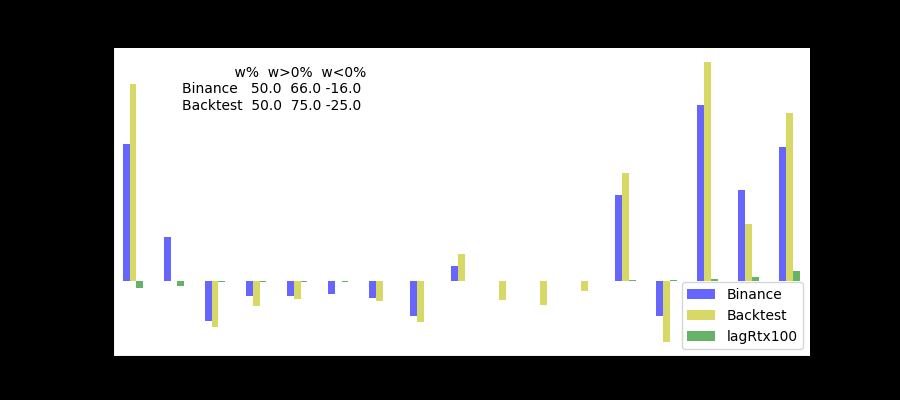 w%  w>0%  w<0%
Binance   50.0  66.0 -16.0
Backtest  50.0  75.0 -25.0
Binance
Backtest
lagRtx100